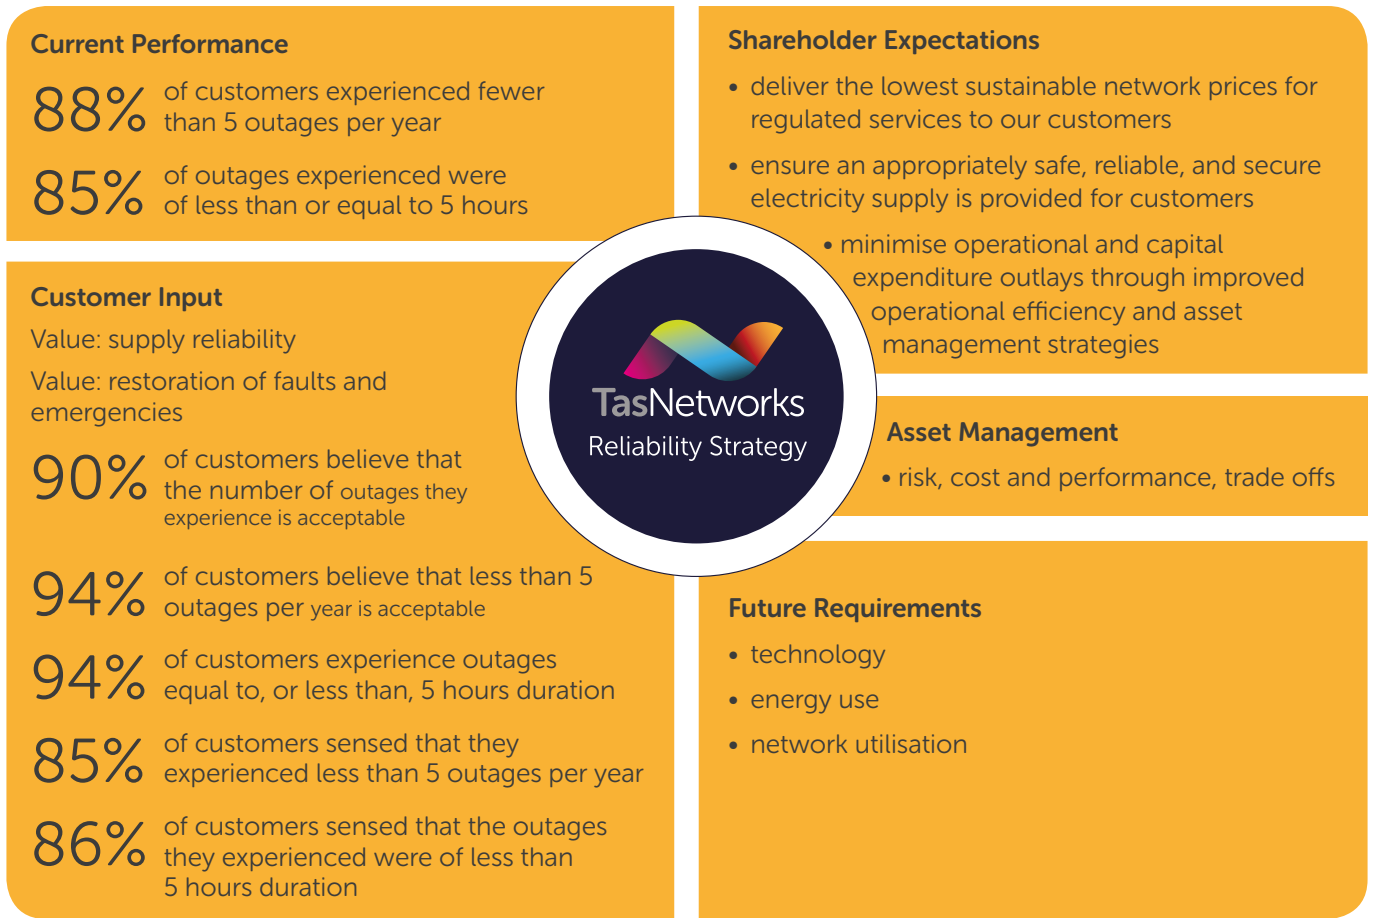 Current Performance
88% of customers experienced fewer
than 5 outages per year
85% of outages experienced were
of less than or equal to 5 hours
Customer Input
Value: supply reliability
Value: restoration of faults and
emergencies
90% of customers believe that
the number of outages they
experience is acceptable
94% of customers believe that less than 5
outages per year is acceptable
94% of customers experience outages
equal to, or less than, 5 hours duration
85% of customers sensed that they
experienced less than 5 outages per year
86% of customers sensed that the outages
they experienced were of less than
5 hours duration
TasNetworks
Reliability Strategy
Shareholder Expectations
• deliver the lowest sustainable network prices for
regulated services to our customers
• ensure an appropriately safe, reliable, and secure
electricity supply is provided for customers
• minimise operational and capital
expenditure outlays through improved
operational efficiency and asset
management strategies
Asset Management
• risk, cost and performance, trade offs
Future Requirements
• technology
• energy use
• network utilisation